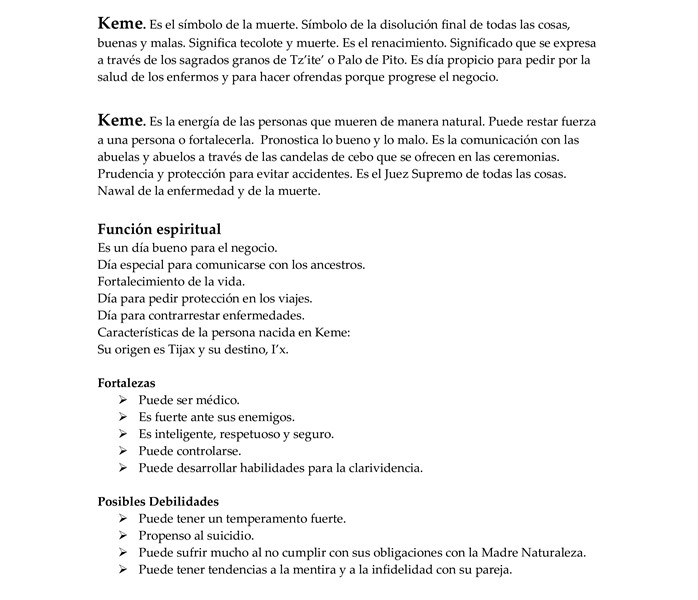 Keme. Es el símbolo de la muerte. Símbolo de la disolución final de todas las cosas,
buenas y malas. Significa tecolote y muerte. Es el renacimiento. Significado que se expresa
a través de los sagrados granos de Tz’ite’ o Palo de Pito. Es día propicio para pedir por la
salud de los enfermos y para hacer ofrendas porque progrese el negocio.
Keme. Es la energía de las personas que mueren de manera natural. Puede restar fuerza
a una persona o fortalecerla. Pronostica lo bueno y lo malo. Es la comunicación con las
abuelas y abuelos a través de las candelas de cebo que se ofrecen en las ceremonias.
Prudencia y protección para evitar accidentes. Es el Juez Supremo de todas las cosas.
Nawal de la enfermedad y de la muerte.
Función espiritual
Es un día bueno para el negocio.
Día especial para comunicarse con los ancestros.
Fortalecimiento de la vida.
Día para pedir protección en los viajes.
Día para contrarrestar enfermedades.
Características de la persona nacida en Keme:
Su origen es Tijax y su destino, I’x.
Fortalezas
➢ Puede ser médico.
➢ Es fuerte ante sus enemigos.
➢ Es inteligente, respetuoso y seguro.
➢ Puede controlarse.
➢ Puede desarrollar habilidades para la clarividencia.
Posibles Debilidades
➢ Puede tener un temperamento fuerte.
➢ Propenso al suicidio.
➢ Puede sufrir mucho al no cumplir con sus obligaciones con la Madre Naturaleza.
➢ Puede tener tendencias a la mentira y a la infidelidad con su pareja.